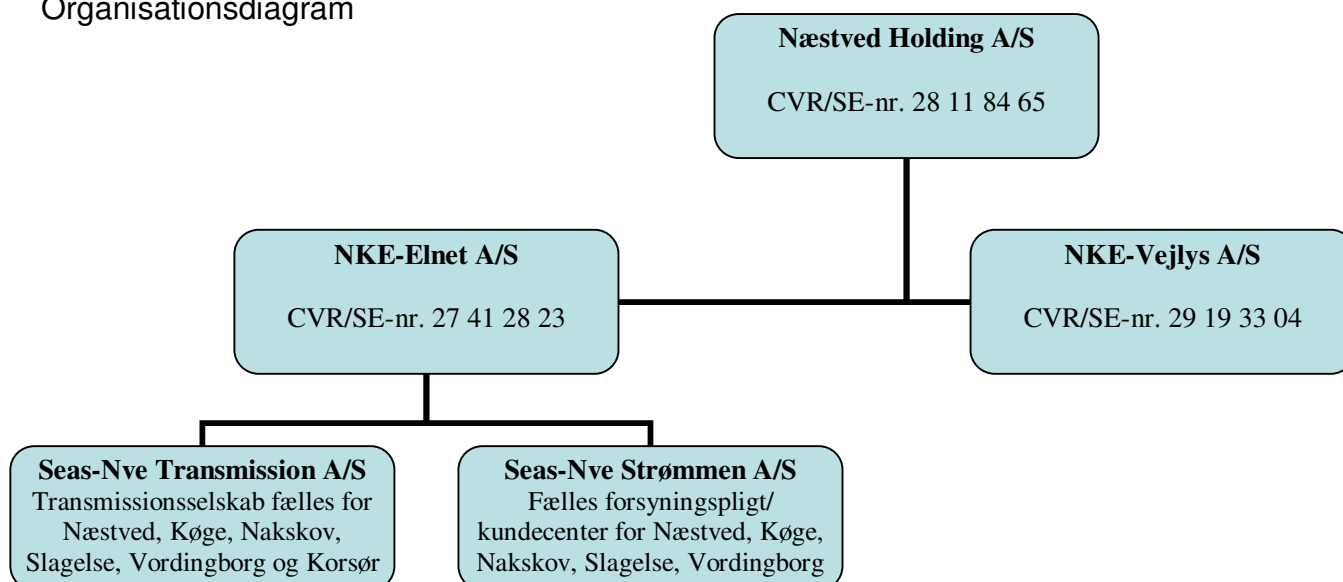 Organisationsdiagram
Næstved Holding A/S
CVR/SE-nr. 28 11 84 65
NKE-Elnet A/S
CVR/SE-nr. 27 41 28 23
NKE-Vejlys A/S
CVR/SE-nr. 29 19 33 04
Seas-Nve Transmission A/S
Transmissionsselskab fælles for
Næstved, Køge, Nakskov,
Slagelse, Vordingborg og Korsør
Seas-Nve Strømmen A/S
Fælles forsyningspligt/
kundecenter for Næstved, Køge,
Nakskov, Slagelse, Vordingborg